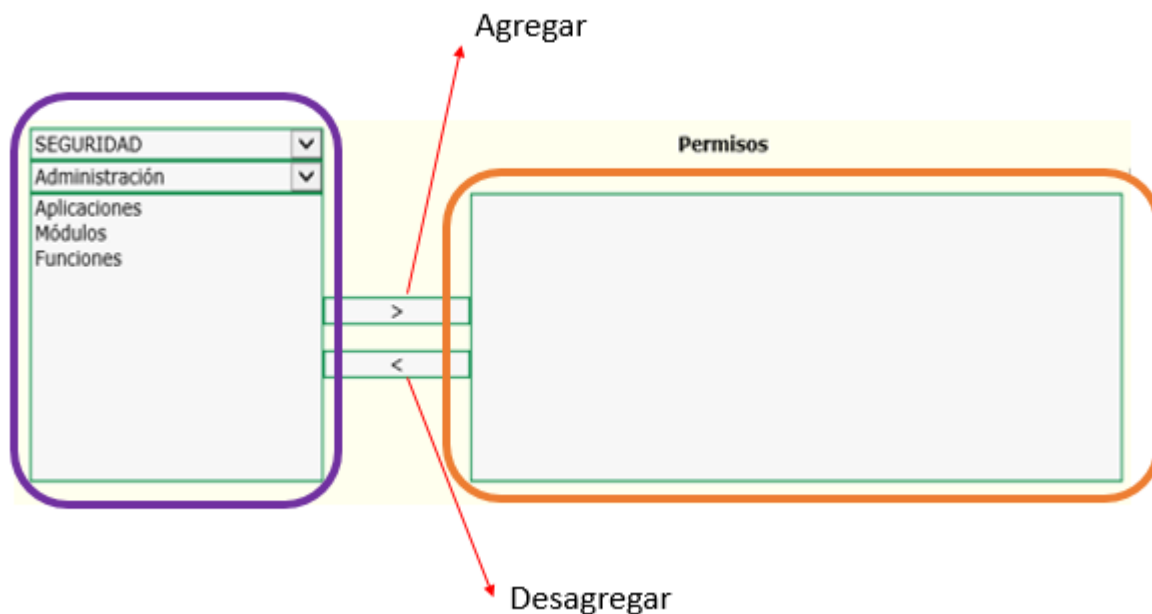 Agregar
SEGURIDAD
Permisos
Administración
Aplicaciones
Módulos
Funciones
>
<
Desagregar